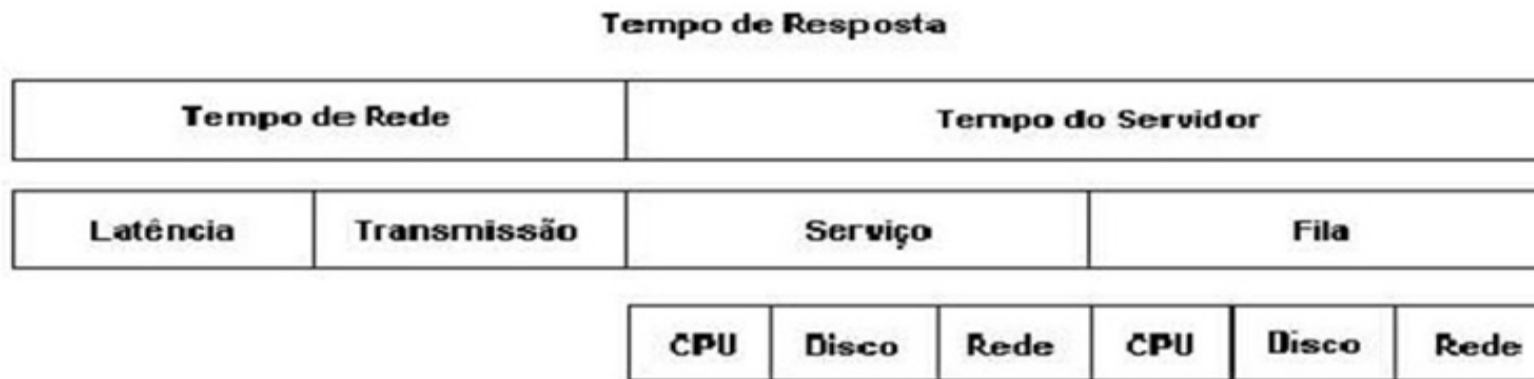 Tempo de Resposta
Tempo de Rede Tempo do Servidor
Latência Transmissão Serviço Fila
CPU Disco Rede CPU Disco Rede